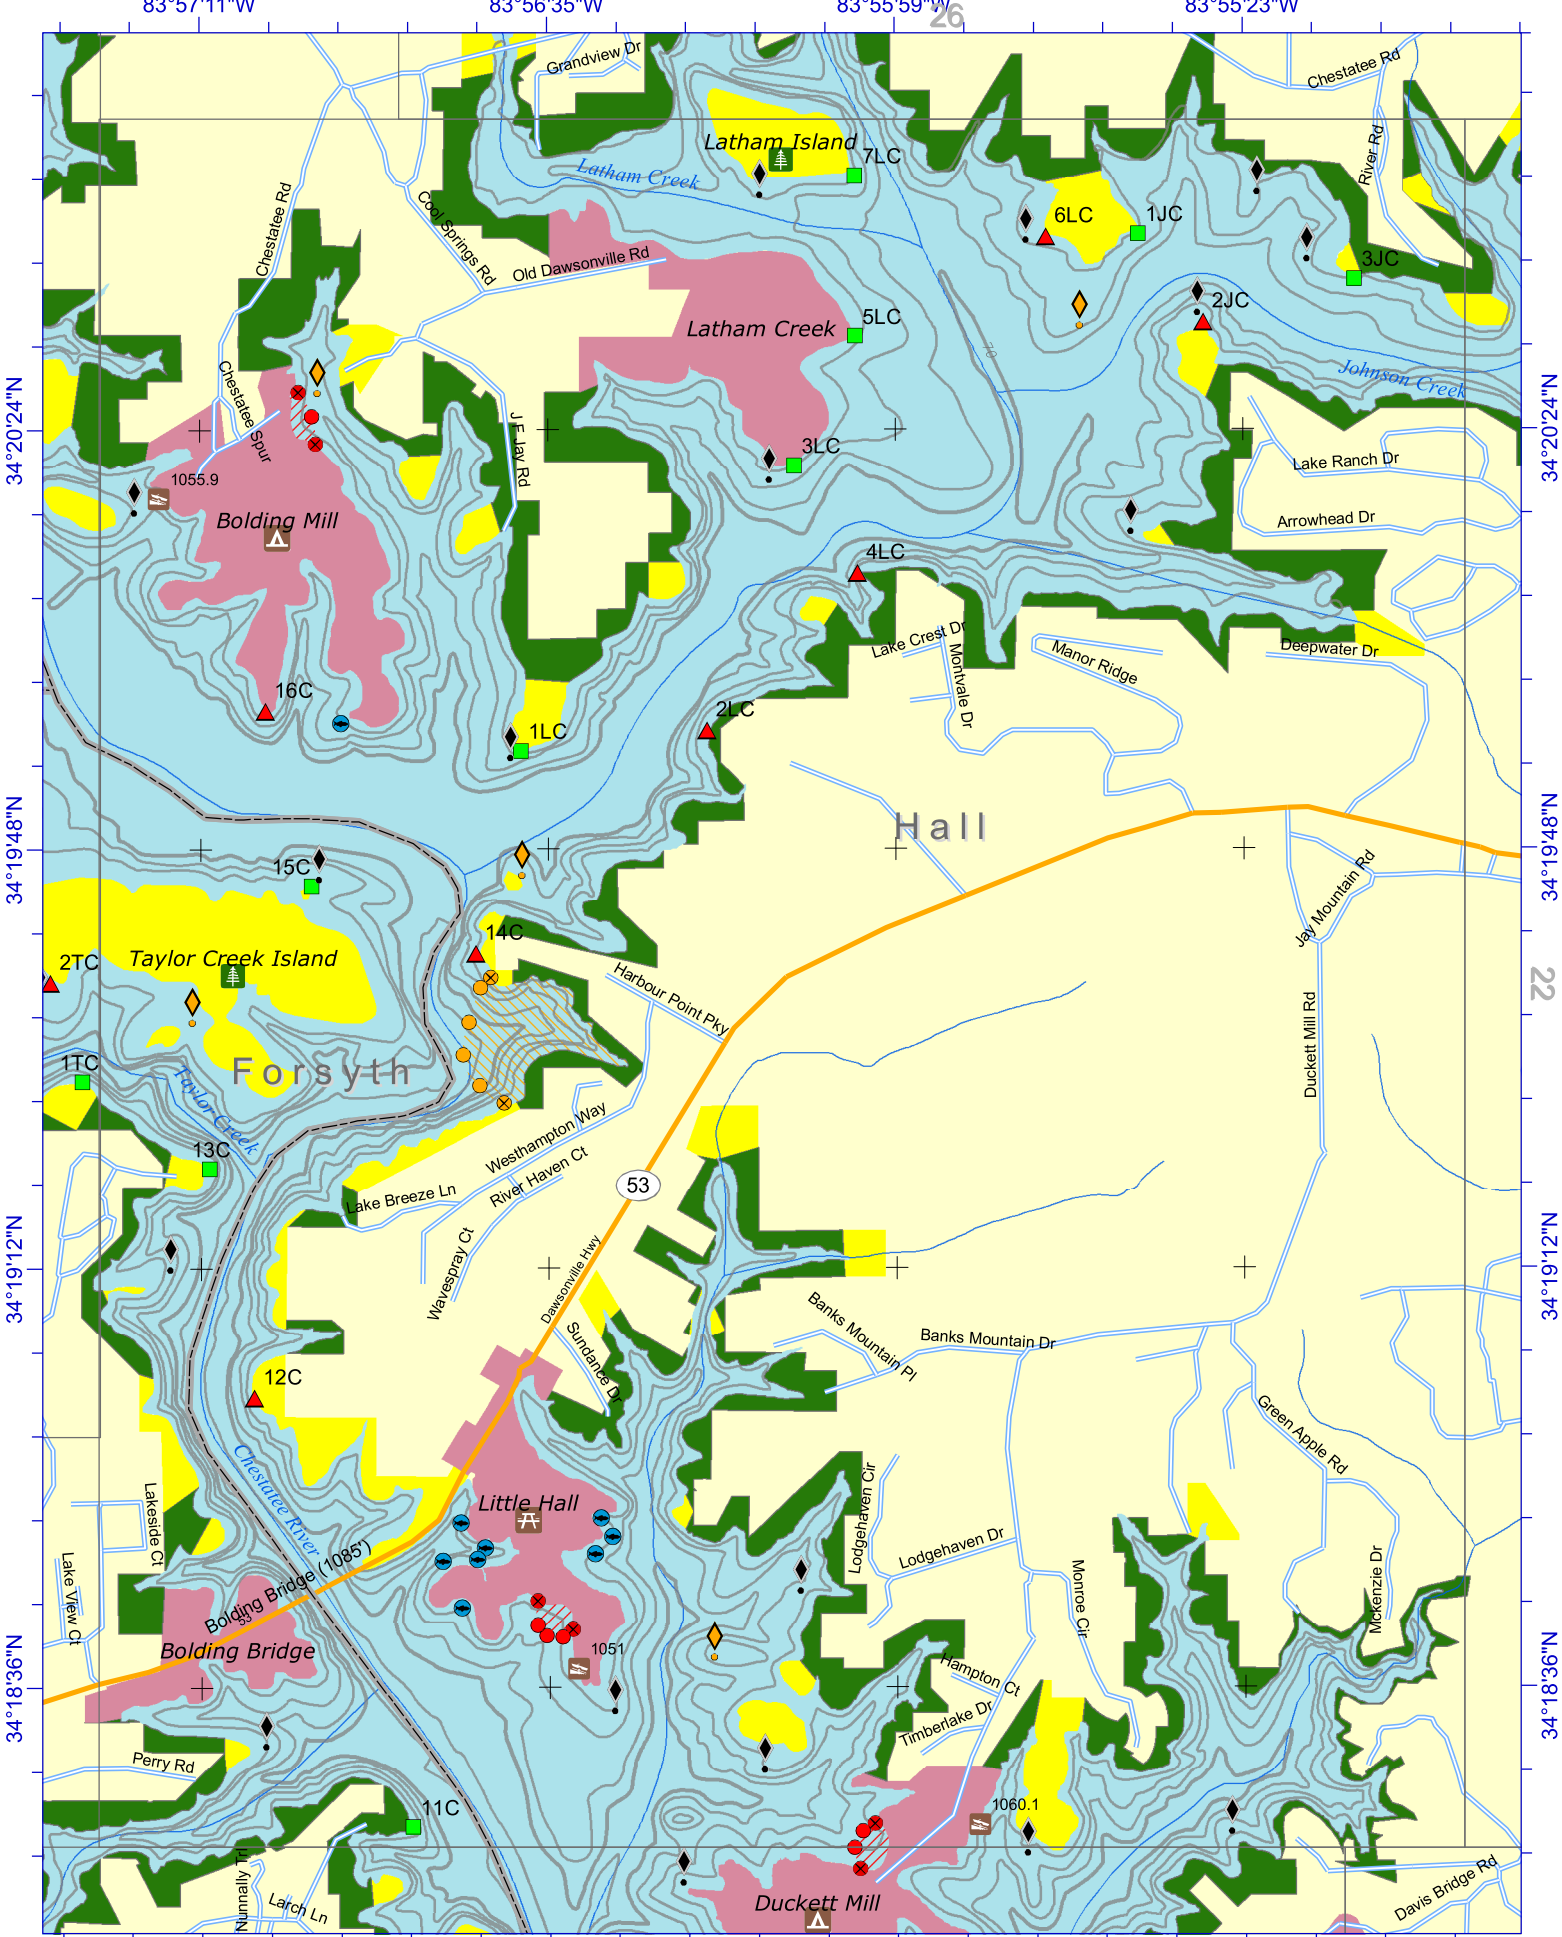 83°57'11"W
83°56'35"W
83°55'59"W
26
83°55'23"W
Grandview Dr
Chestatee Rd
Latham Island
7LC
Latham Creek
River Rd
Chestatee Rd
Cool Springs Rd
Old Dawsonville Rd
6LC
1JC
3JC
2JC
Latham Creek
5LC
Johnson Creek
Chestatee Spur
J F Jay Rd
34°20'24"N
34°20'24"N
3LC
Lake Ranch Dr
Arrowhead Dr
1055.9
Bolding Mill
4LC
Lake Crest Dr
Montvale Dr
Manor Ridge
Deepwater Dr
16C
1LC
2LC
Hall
34°19'48"N
34°19'48"N
15C
Jay Mountain Rd
14C
2TC
Taylor Creek Island
Harbour Point Pky
22
Duckett Mill Rd
1TC
Forsyth
Taylor Creek
13C
Westhampton Way
River Haven Ct
Lake Breeze Ln
53
Wavespray Ct
Dawsonville Hwy
34°19'12"N
34°19'12"N
Sundance Dr
Banks Mountain Pl
Banks Mountain Dr
12C
Green Apple Rd
Chestatee River
Little Hall
Lakeside Ct
Lodgehaven Cir
Lodgehaven Dr
Lake View Ct
Bolding Bridge (1085')
53
Monroe Cir
Mckenzie Dr
Bolding Bridge
1051
34°18'36"N
34°18'36"N
Hampton Ct
Timberlake Dr
Perry Rd
11C
1060.1
Nunnally Trl
Larch Ln
Duckett Mill
Davis Bridge Rd